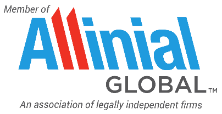 Member of
Allinial
GLOBAL™
An association of legally independent firms